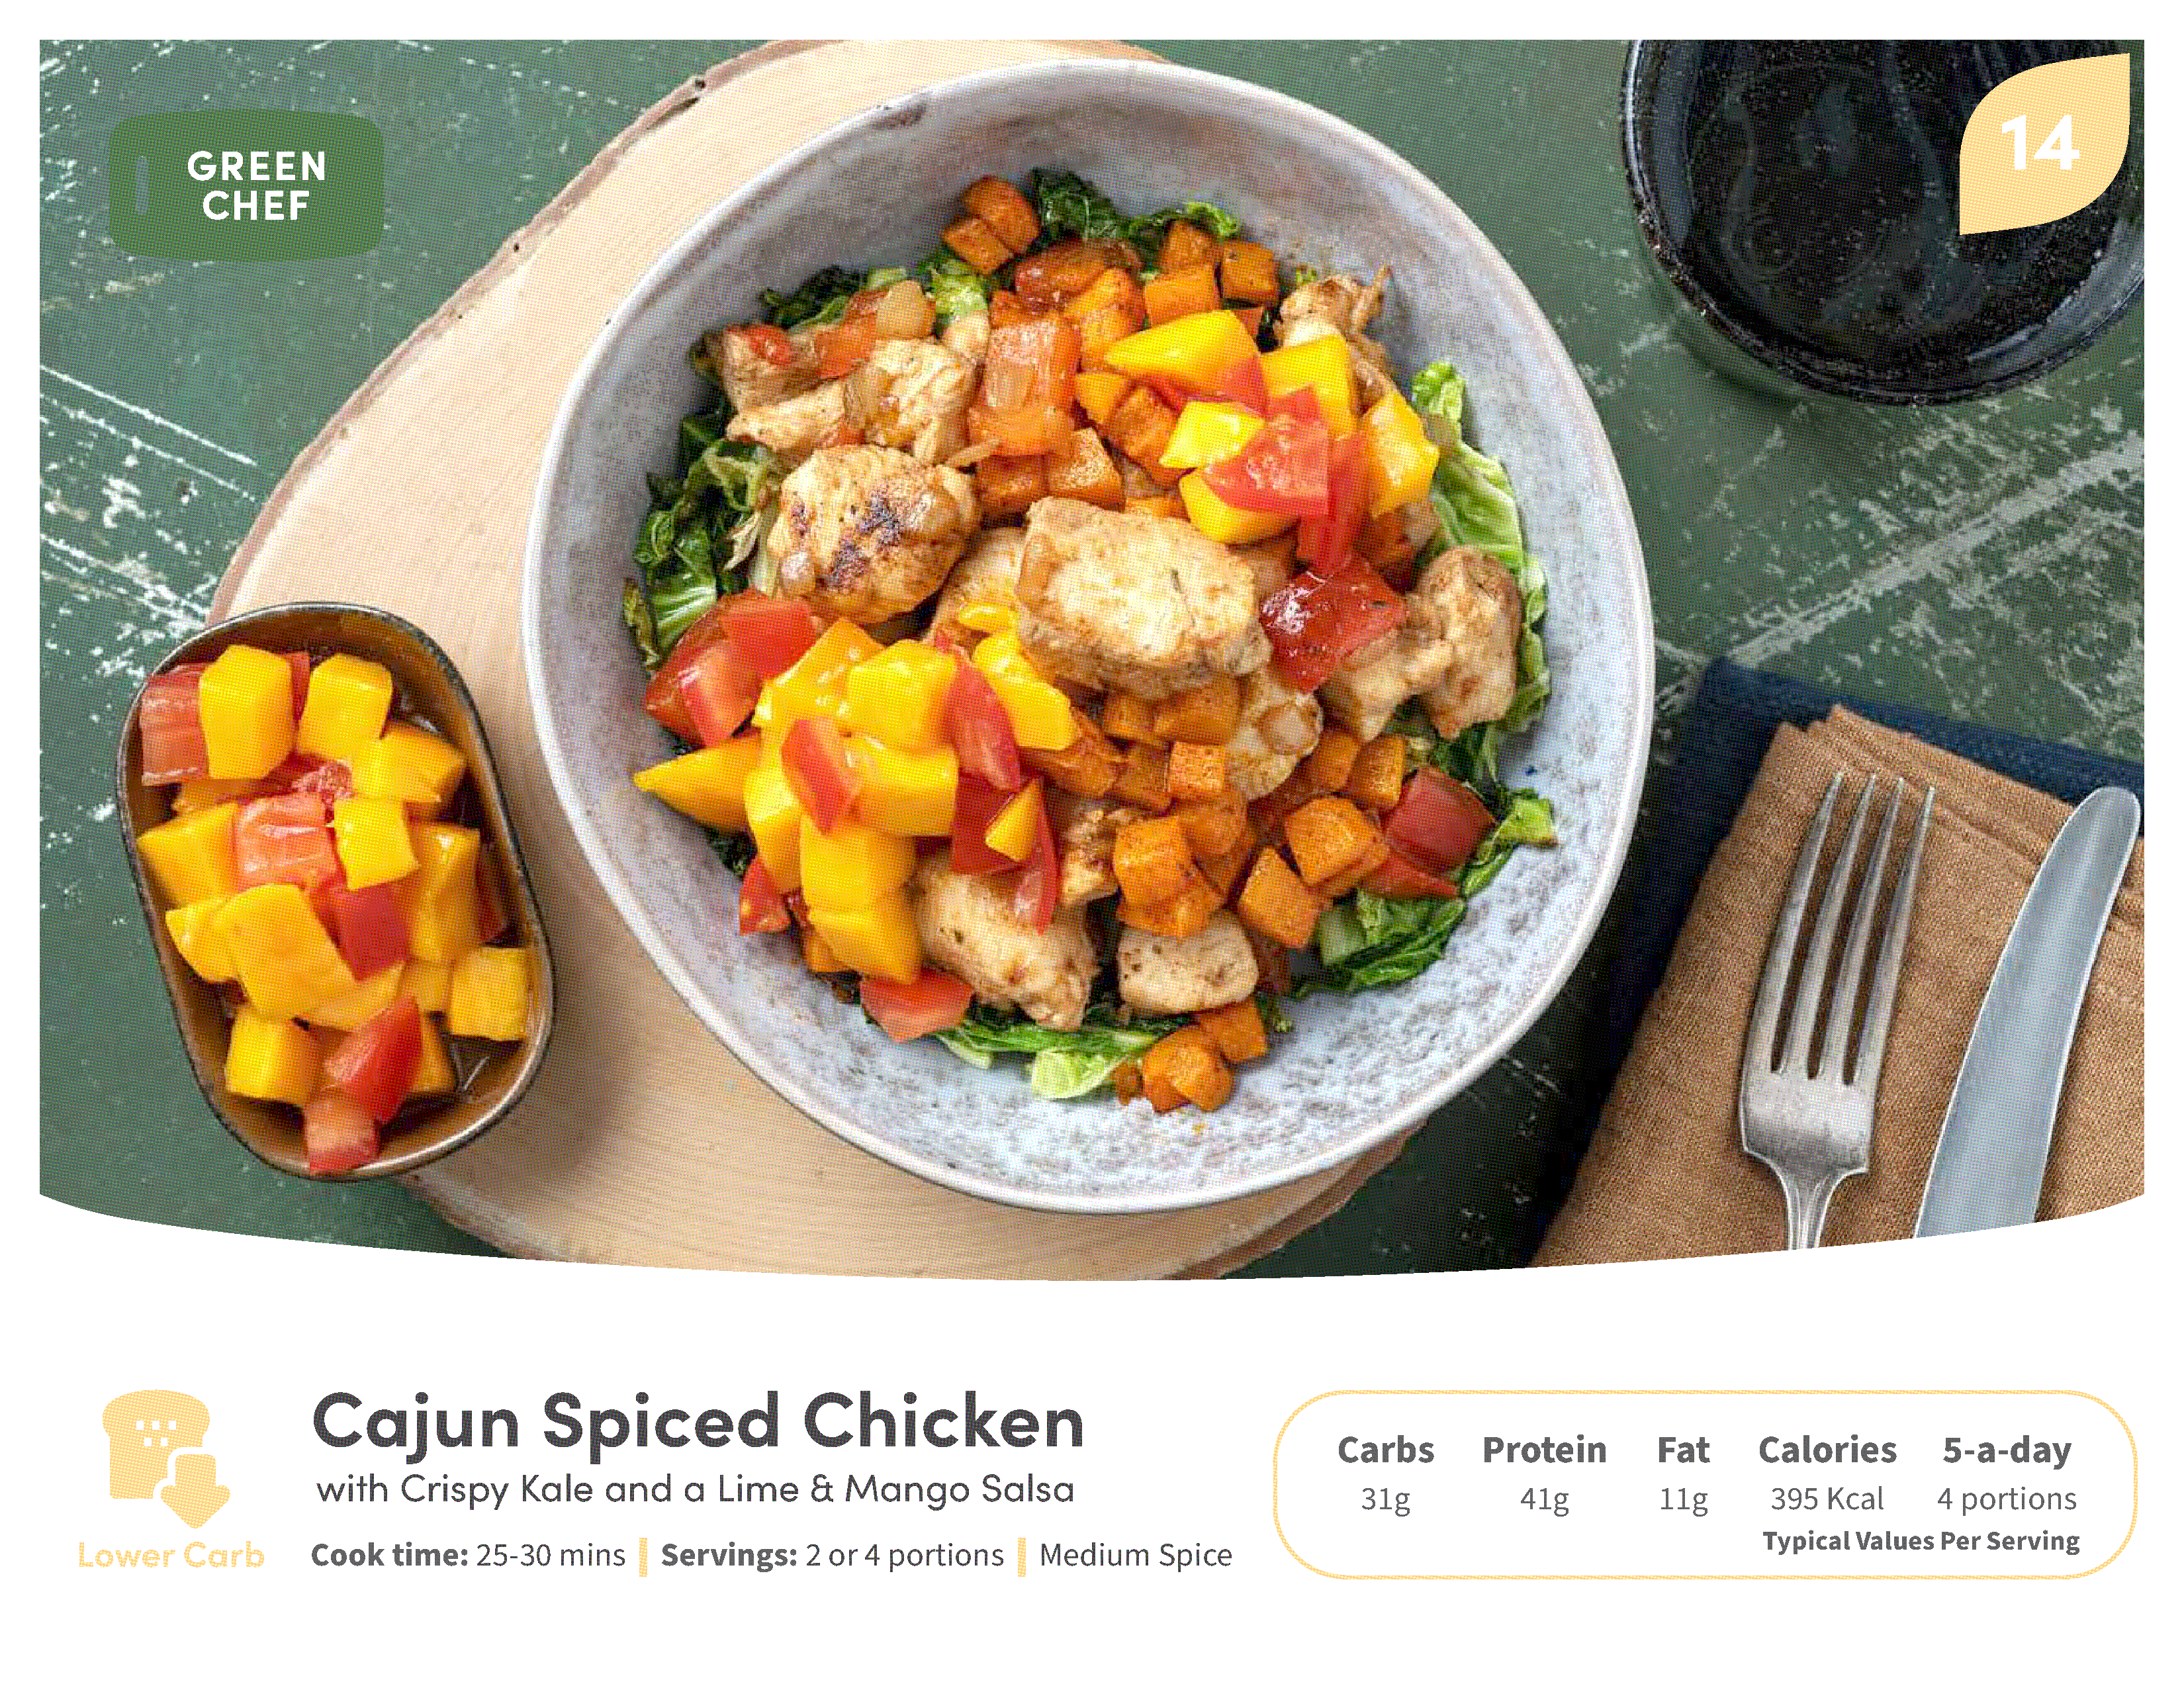 GREEN
CHEF
14
Cajun Spiced Chicken
with Crispy Kale and a Lime & Mango Salsa
Lower Carb
Cook time: 25-30 mins | Servings: 2 or 4 portions | Medium Spice
Carbs Protein Fat Calories 5-a-day
31g 41g 11g 395 Kcal 4 portions
Typical Values Per Serving